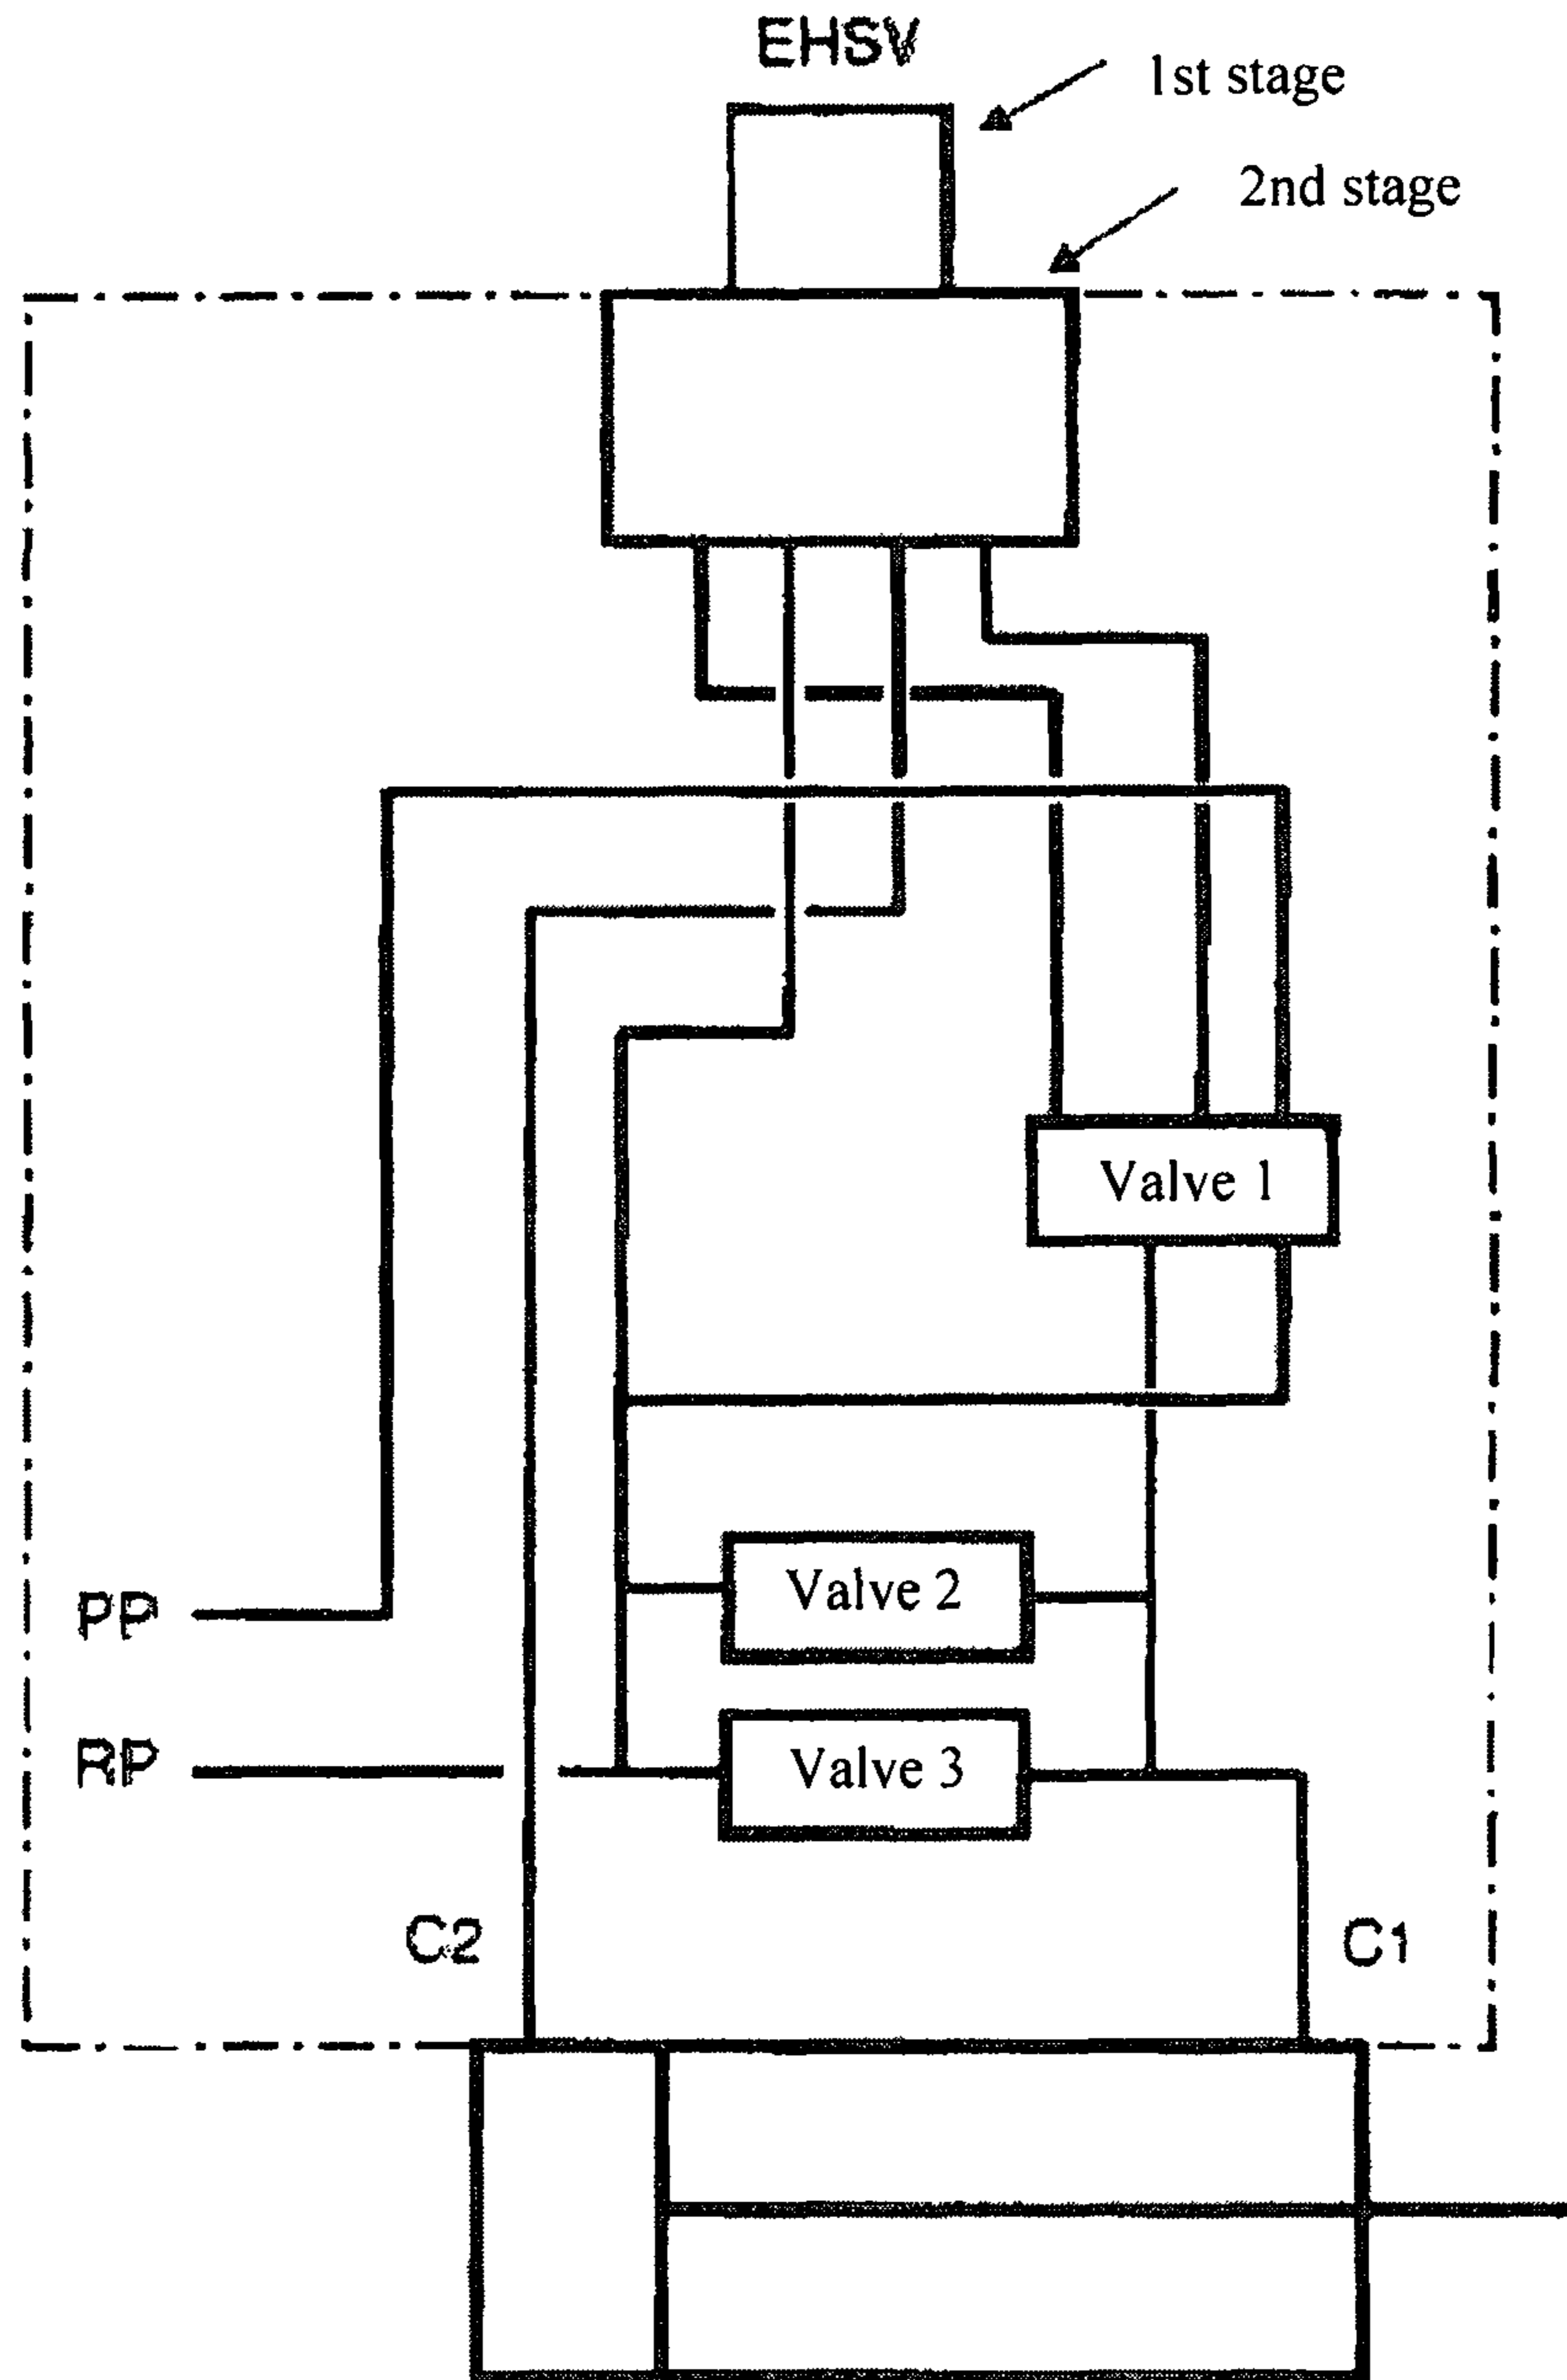 EHSV
1st stage
2nd stage
Valve 1
Valve 2
PP
Valve 3
RP
C2
C1